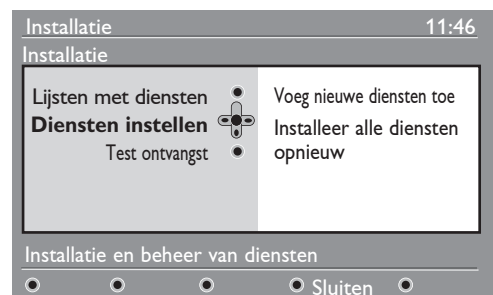 Installatie 11:46
Installatie
Lijsten met diensten
Diensten instellen
Test ontvangst
Voeg nieuwe diensten toe
Installeer alle diensten
opnieuw
Installatie en beheer van diensten
Sluiten